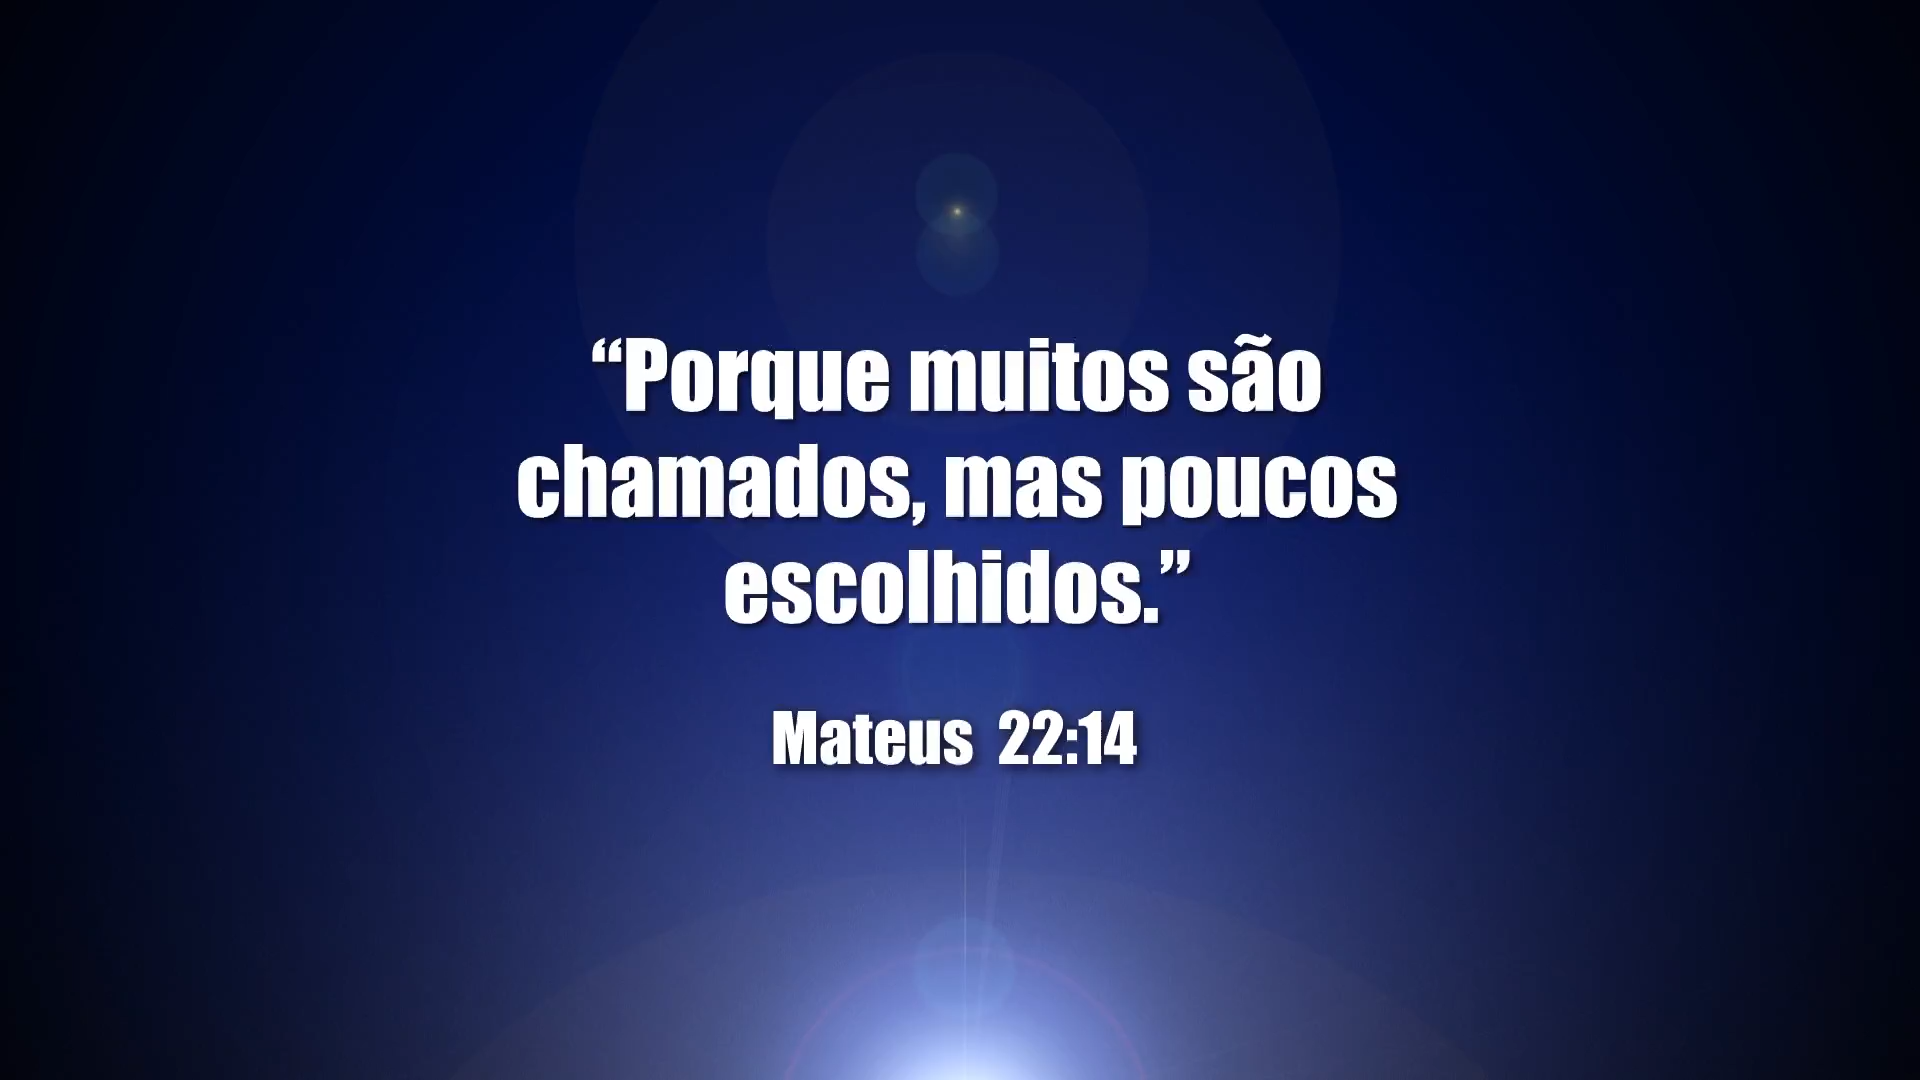 “Porque muitos são
chamados, mas poucos
escolhidos.”
Mateus 22:14